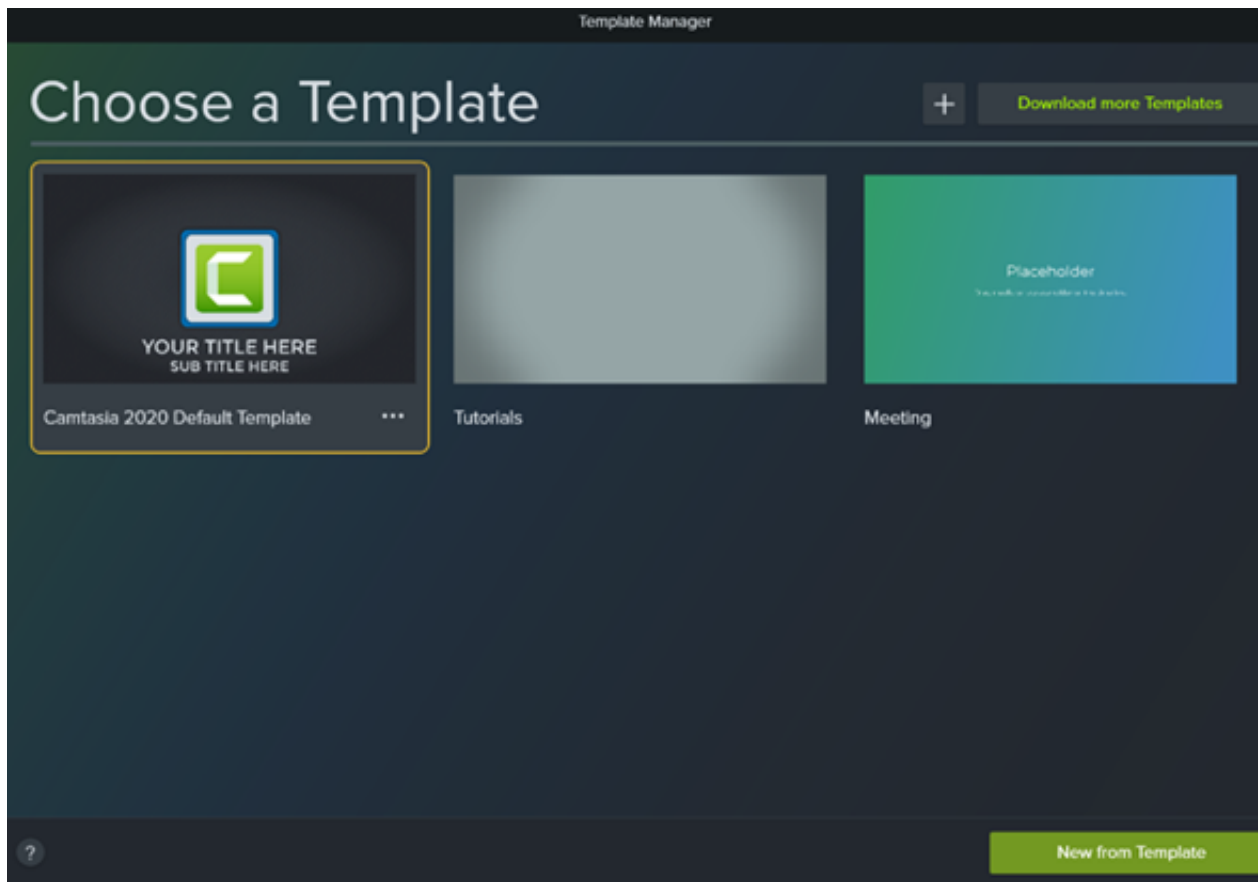 Template Manager
Choose a Template
+
Download more Templates
YOUR TITLE HERE
SUB TITLE HERE
Placeholder
Camtasia 2020 Default Template
...
Tutorials
Meeting
?
New from Template